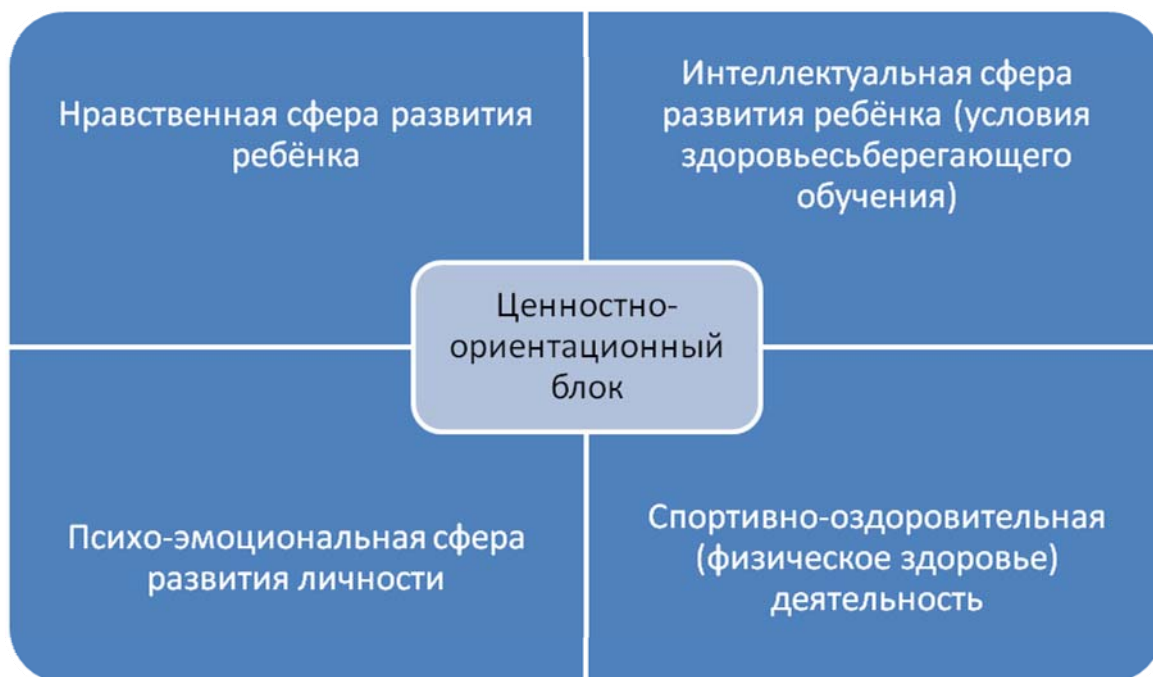 Нравственная сфера развития
ребёнка
Интеллектуальная сфера
развития ребёнка (условия
здоровьесьберегающего
обучения)
Ценностно-
ориентационный
блок
Психо-эмоциональная сфера
развития личности
Спортивно-оздоровительная
(физическое здоровье)
деятельность